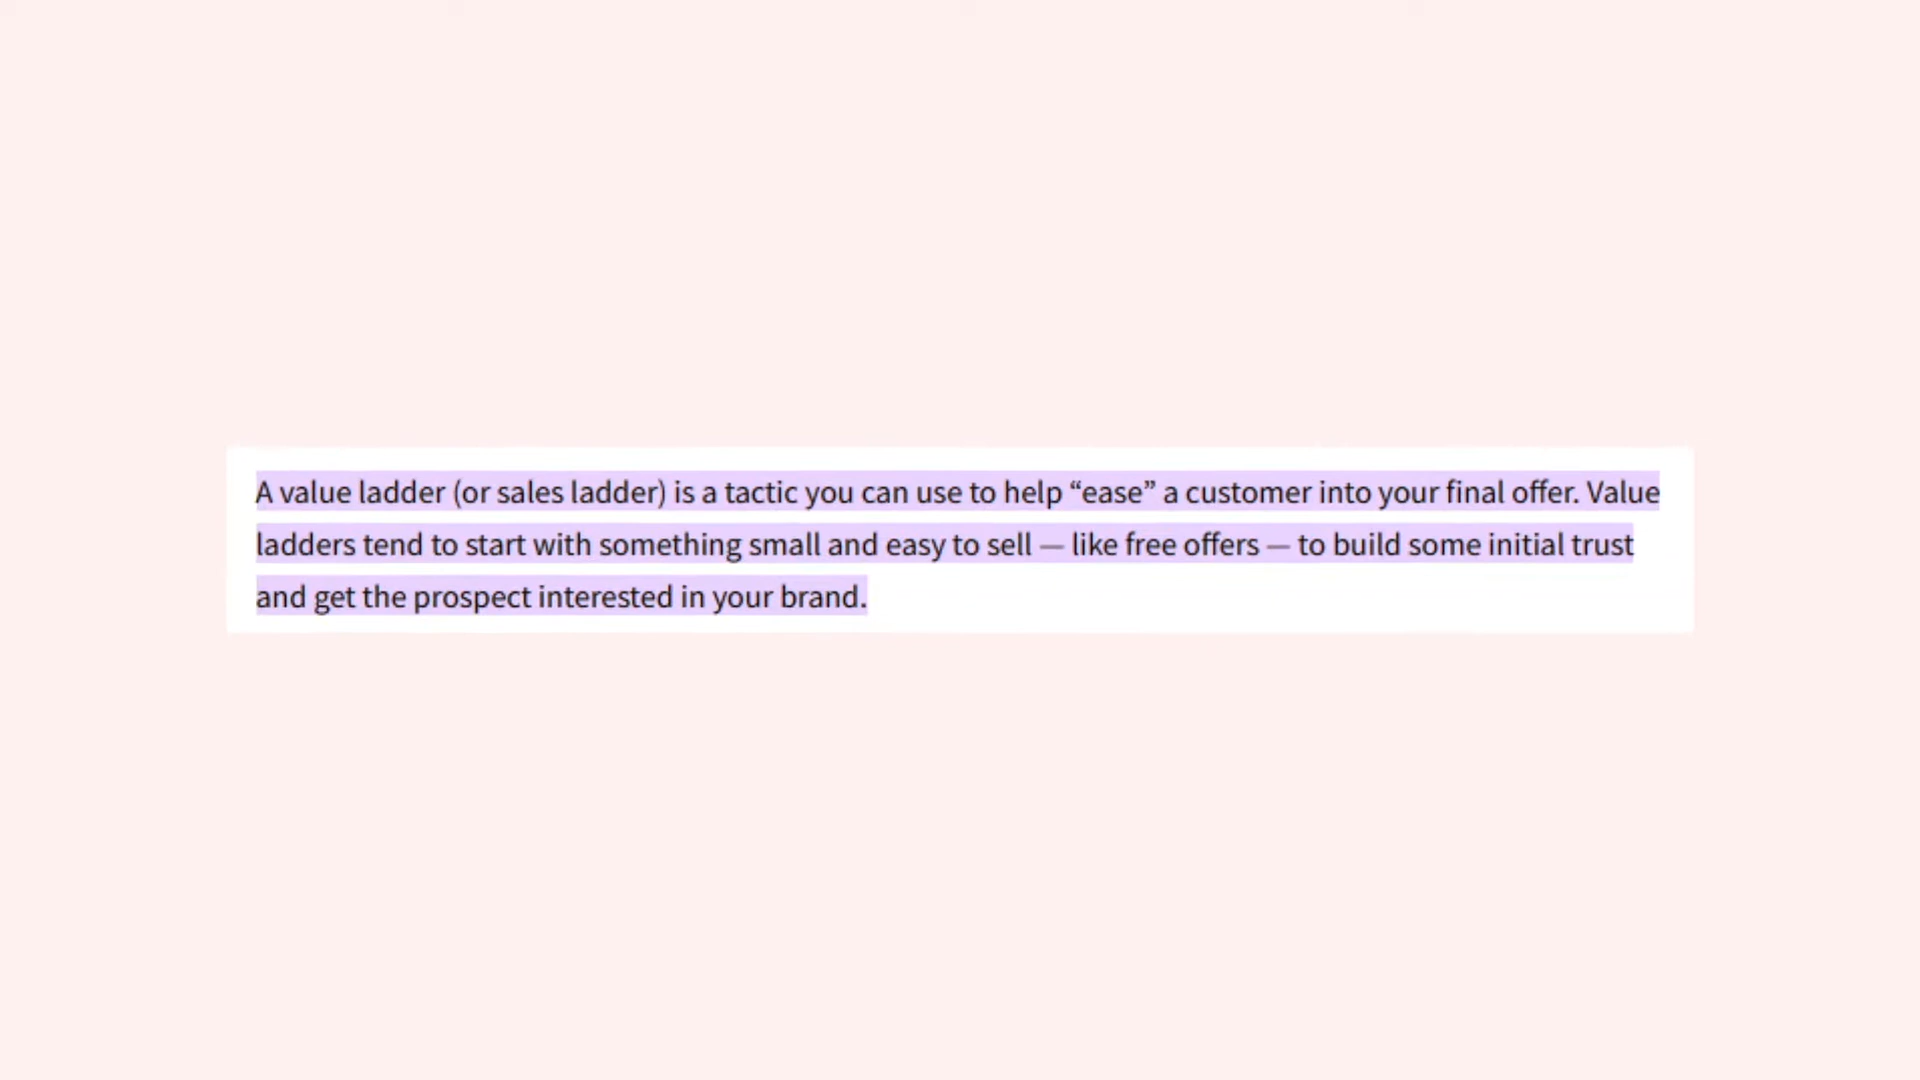 A value ladder (or sales ladder) is a tactic you can use to help “ease” a customer into your final offer. Value
ladders tend to start with something small and easy to sell — like free offers — to build some initial trust
and get the prospect interested in your brand.